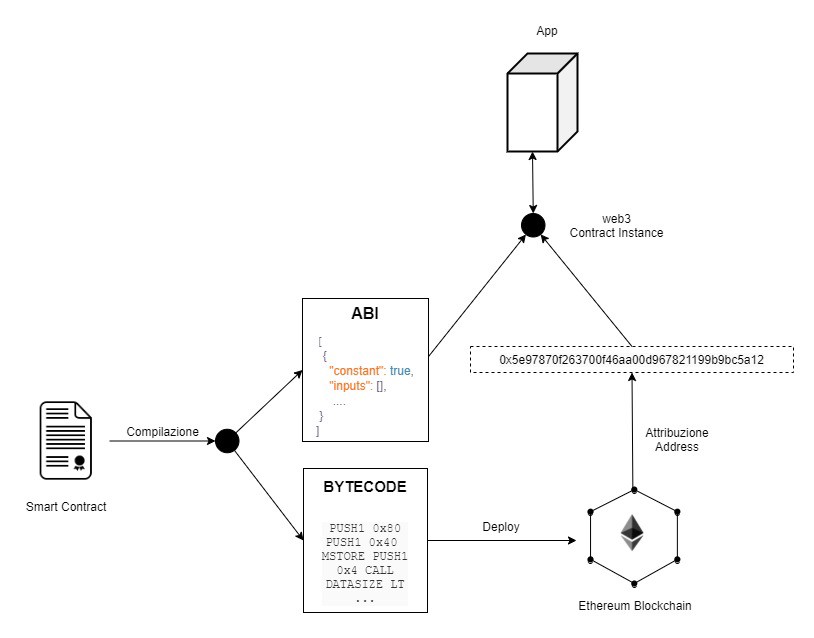 App
web3
Contract Instance
ABI
[
{
"constant": true,
"inputs": [],
....
}
]
0x5e97870f263700f46aa00d967821199b9bc5a12
Compilazione
Smart Contract
Attribuzione
Address
BYTECODE
PUSH1 0x80
PUSH1 0x40
MSTORE PUSH1
0x4 CALL
DATASIZE LT
...
Deploy
Ethereum Blockchain